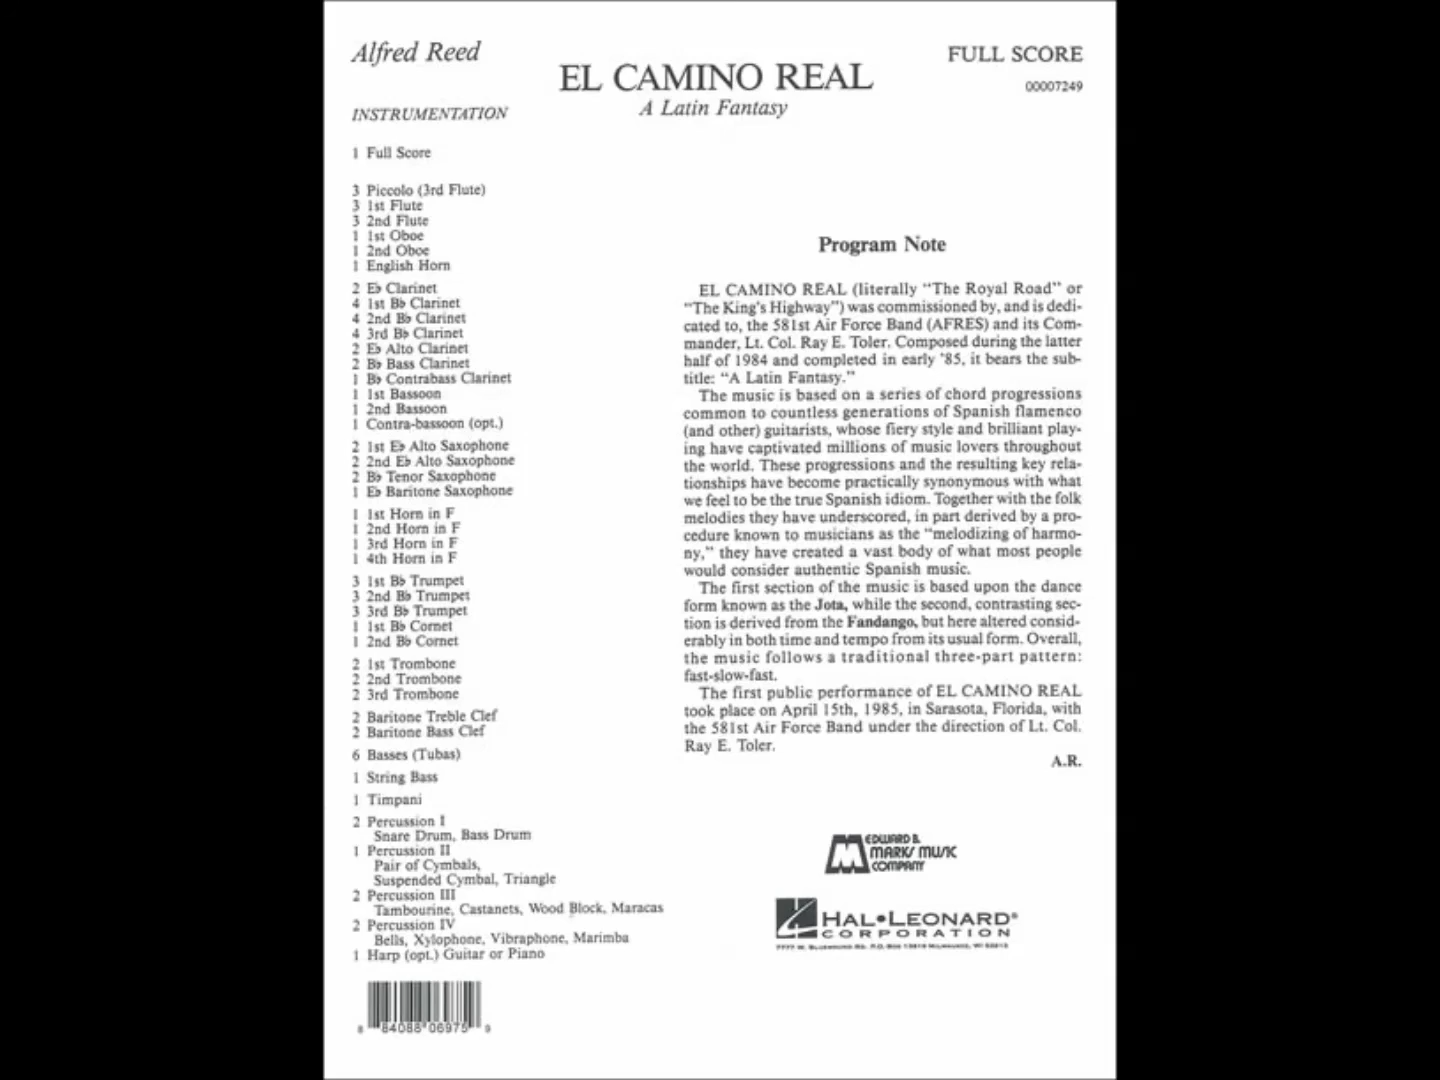 Alfred Reed
FULL SCORE
EL CAMINO REAL
00007249
A Latin Fantasy
INSTRUMENTATION
1 Full Score
3 Piccolo (3rd Flute)
3 1st Flute
3 2nd Flute
1 1st Oboe
1 2nd Oboe
1 English Horn
2 E♭ Clarinet
4 1st B♭ Clarinet
4 2nd B♭ Clarinet
4 3rd B♭ Clarinet
2 E♭ Alto Clarinet
2 B♭ Bass Clarinet
1 B♭ Contrabass Clarinet
1 1st Bassoon
1 2nd Bassoon
1 Contra-bassoon (opt.)
2 1st E♭ Alto Saxophone
2 2nd E♭ Alto Saxophone
2 B♭ Tenor Saxophone
1 E♭ Baritone Saxophone
1 1st Horn in F
1 2nd Horn in F
1 3rd Horn in F
1 4th Horn in F
3 1st B♭ Trumpet
3 2nd B♭ Trumpet
3 3rd B♭ Trumpet
1 1st B♭ Cornet
1 2nd B♭ Cornet
2 1st Trombone
2 2nd Trombone
2 3rd Trombone
2 Baritone Treble Clef
2 Baritone Bass Clef
6 Basses (Tubas)
1 String Bass
1 Timpani
2 Percussion I
Snare Drum, Bass Drum
1 Percussion II
Pair of Cymbals,
Suspended Cymbal, Triangle
2 Percussion III
Tambourine, Castanets, Wood Block, Maracas
2 Percussion IV
Bells, Xylophone, Vibraphone, Marimba
1 Harp (opt.) Guitar or Piano
8 84088 06975 9
Program Note
EL CAMINO REAL (literally "The Royal Road" or
"The King's Highway") was commissioned by, and is dedi-
cated to, the 581st Air Force Band (AFRES) and its Com-
mander, Lt. Col. Ray E. Toler. Composed during the latter
half of 1984 and completed in early '85, it bears the sub-
title: "A Latin Fantasy."
The music is based on a series of chord progressions
common to countless generations of Spanish flamenco
(and other) guitarists, whose fiery style and brilliant play-
ing have captivated millions of music lovers throughout
the world. These progressions and the resulting key rela-
tionships have become practically synonymous with what
we feel to be the true Spanish idiom. Together with the folk
melodies they have underscored, in part derived by a pro-
cedure known to musicians as the "melodizing of harmo-
ny," they have created a vast body of what most people
would consider authentic Spanish music.
The first section of the music is based upon the dance
form known as the Jota, while the second, contrasting sec-
tion is derived from the Fandango, but here altered consid-
erably in both time and tempo from its usual form. Overall,
the music follows a traditional three-part pattern:
fast-slow-fast.
The first public performance of EL CAMINO REAL
took place on April 15th, 1985, in Sarasota, Florida, with
the 581st Air Force Band under the direction of Lt. Col.
Ray E. Toler.
A.R.
EDWARD B.
MARKS MUSIC
COMPANY
HAL•LEONARD®
CORPORATION
7777 W. BLUEMOUND RD. P.O. BOX 13819 MILWAUKEE, WI 53213